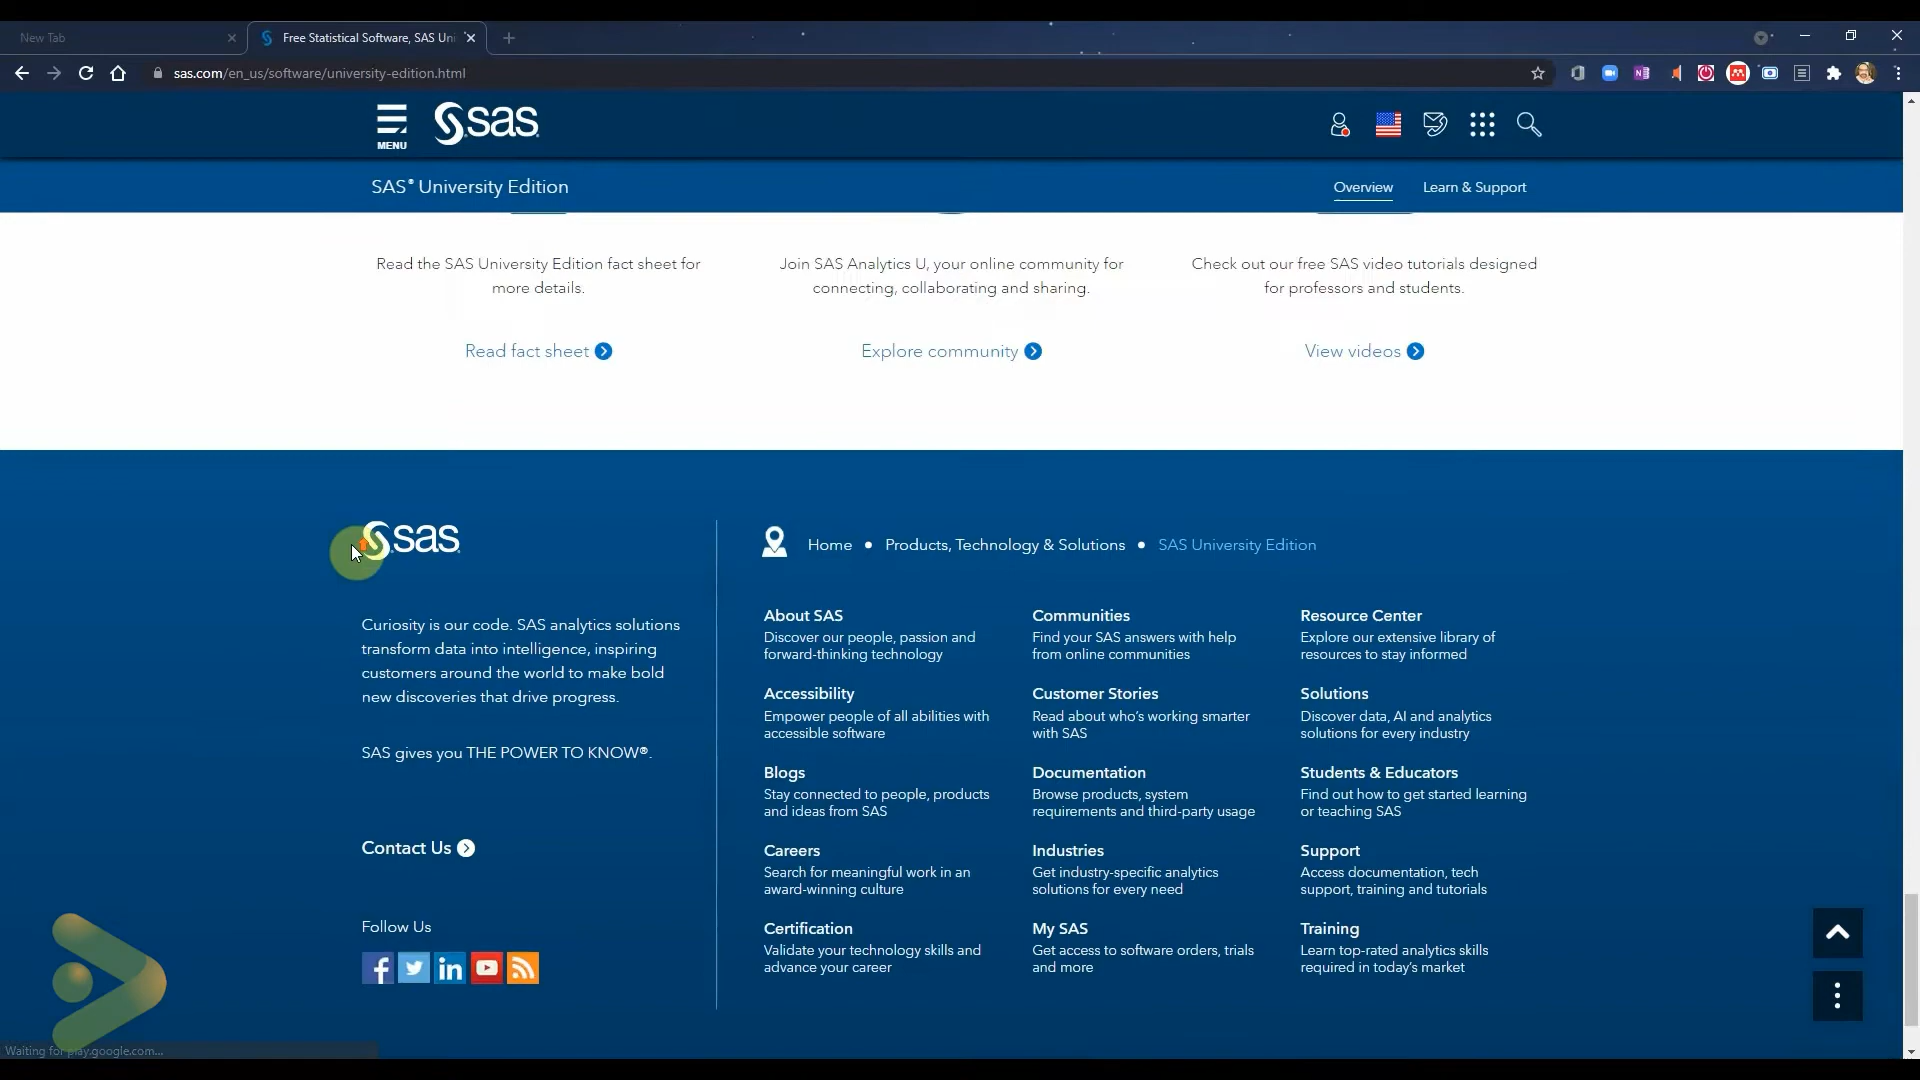 New Tab
Free Statistical Software, SAS Uni
sas.com/en_us/software/university-edition.html
MENU
sas
SAS® University Edition
Overview
Learn & Support
Read the SAS University Edition fact sheet for
more details.
Join SAS Analytics U, your online community for
connecting, collaborating and sharing.
Check out our free SAS video tutorials designed
for professors and students.
Read fact sheet
Explore community
View videos
sas
Home • Products, Technology & Solutions • SAS University Edition
Curiosity is our code. SAS analytics solutions
transform data into intelligence, inspiring
customers around the world to make bold
new discoveries that drive progress.
SAS gives you THE POWER TO KNOW®.
Contact Us
Follow Us
About SAS
Discover our people, passion and
forward-thinking technology
Communities
Find your SAS answers with help
from online communities
Resource Center
Explore our extensive library of
resources to stay informed
Accessibility
Empower people of all abilities with
accessible software
Customer Stories
Read about who's working smarter
with SAS
Solutions
Discover data, AI and analytics
solutions for every industry
Blogs
Stay connected to people, products
and ideas from SAS
Documentation
Browse products, system
requirements and third-party usage
Students & Educators
Find out how to get started learning
or teaching SAS
Careers
Search for meaningful work in an
award-winning culture
Industries
Get industry-specific analytics
solutions for every need
Support
Access documentation, tech
support, training and tutorials
Certification
Validate your technology skills and
advance your career
My SAS
Get access to software orders, trials
and more
Training
Learn top-rated analytics skills
required in today's market
Waiting for play.google.com...